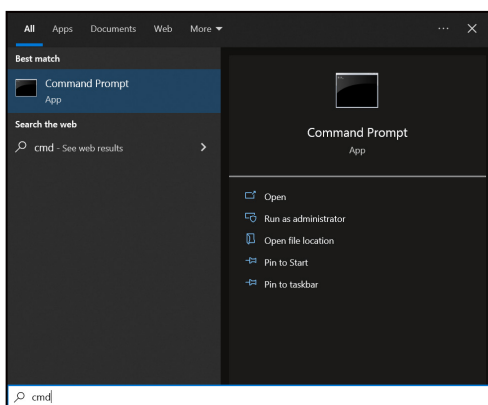 All Apps Documents Web More ▼ ···
Best match
Command Prompt
App
Search the web
cmd - See web results
Command Prompt
App
Open
Run as administrator
Open file location
Pin to Start
Pin to taskbar
cmd